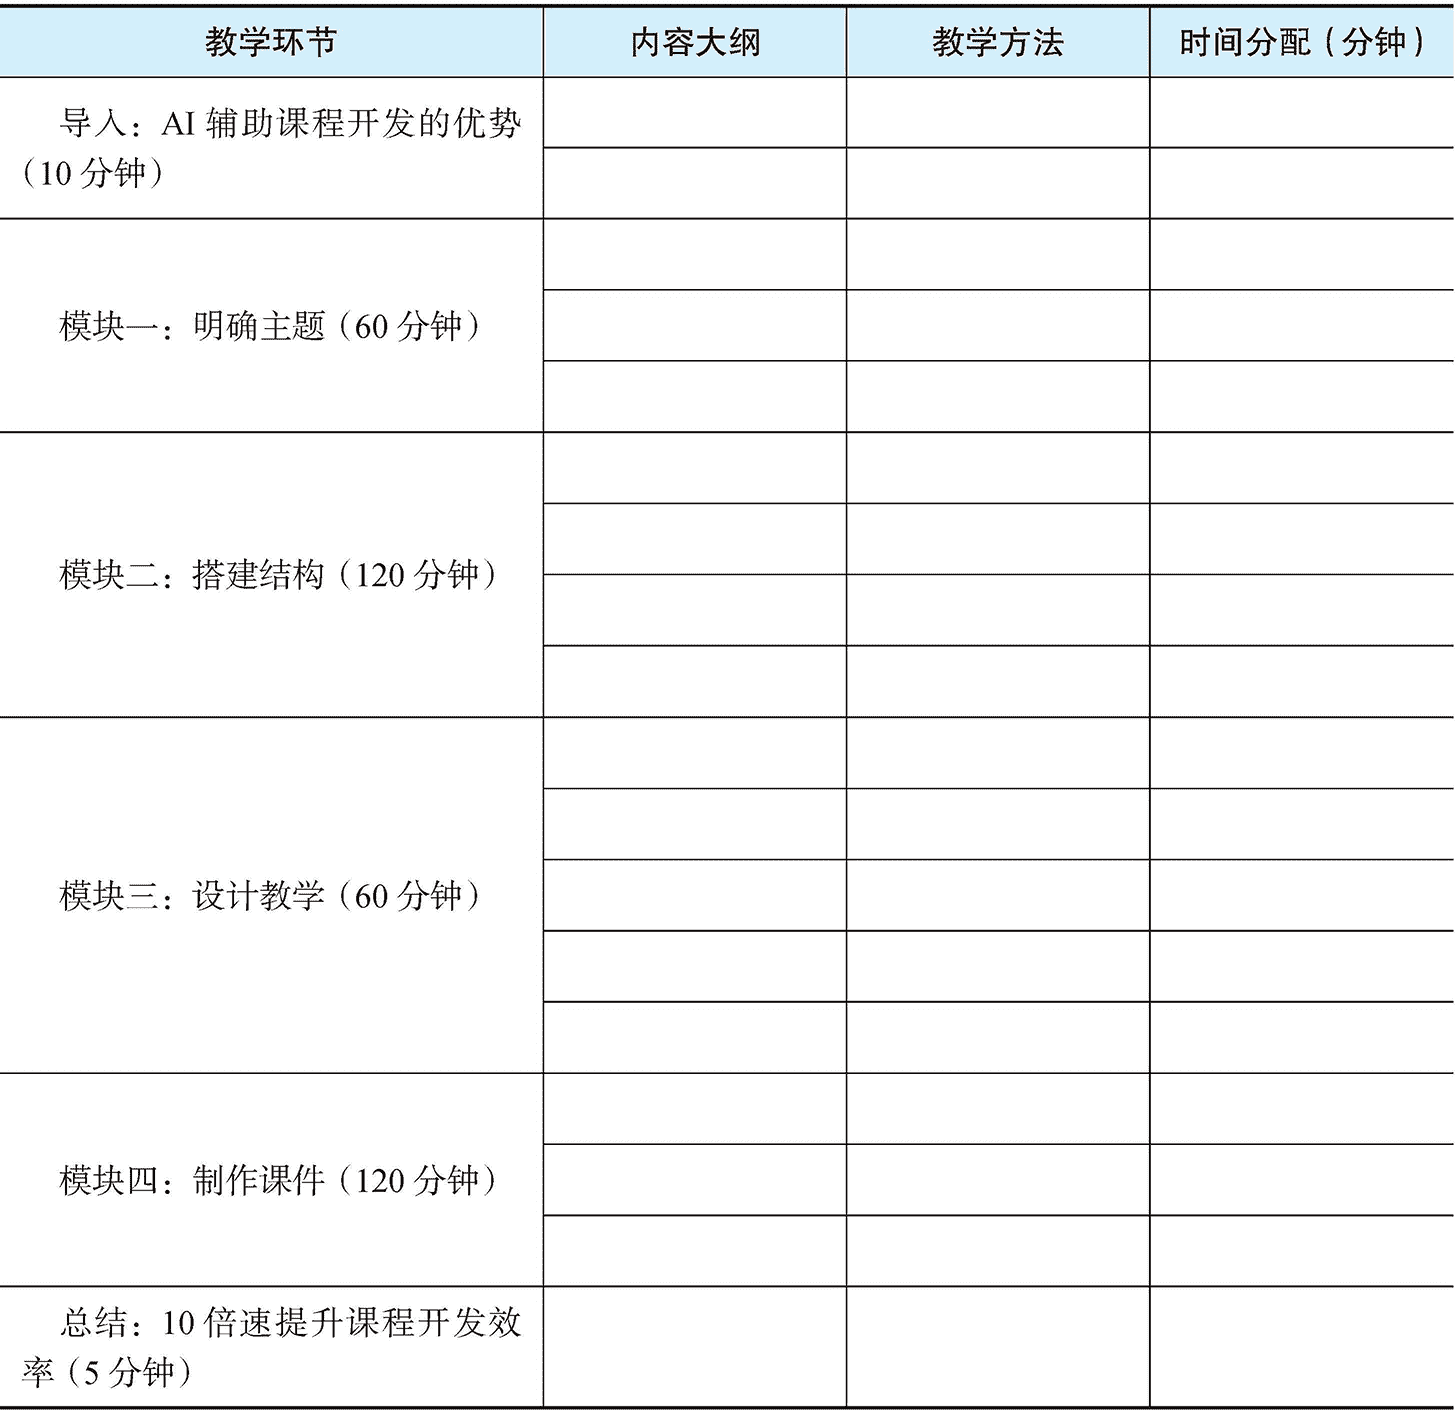 教学环节 内容大纲 教学方法 时间分配（分钟）
导入：AI 辅助课程开发的优势
（10 分钟）
模块一：明确主题（60 分钟）
模块二：搭建结构（120 分钟）
模块三：设计教学（60 分钟）
模块四：制作课件（120 分钟）
总结：10 倍速提升课程开发效
率（5 分钟）